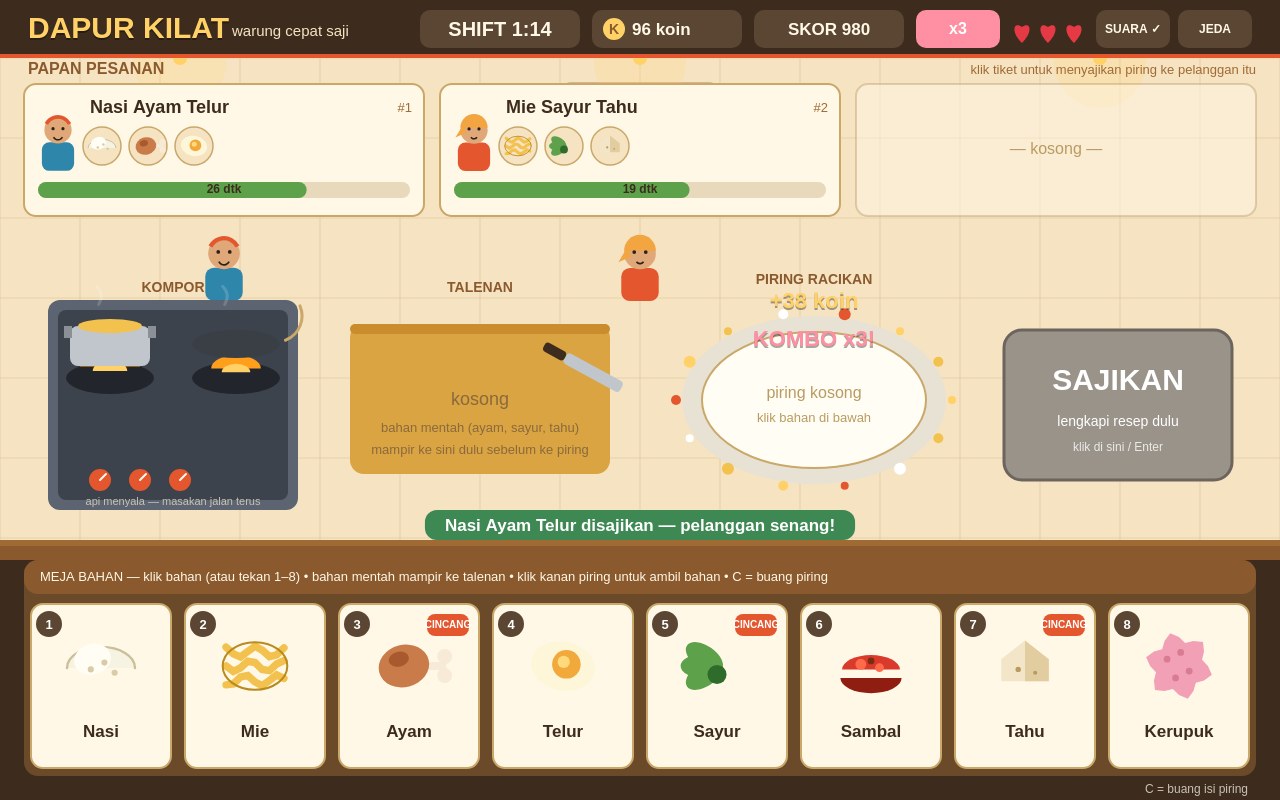 DAPUR KILAT warung cepat saji
SHIFT 1:14
K 96 koin
SKOR 980
x3
SUARA ✓
JEDA
PAPAN PESANAN
klik tiket untuk menyajikan piring ke pelanggan itu
Nasi Ayam Telur
#1
26 dtk
Mie Sayur Tahu
#2
19 dtk
— kosong —
KOMPOR
TALENAN
PIRING RACIKAN
+38 koin
KOMBO x3!
kosong
bahan mentah (ayam, sayur, tahu)
mampir ke sini dulu sebelum ke piring
piring kosong
klik bahan di bawah
SAJIKAN
lengkapi resep dulu
klik di sini / Enter
api menyala — masakan jalan terus
Nasi Ayam Telur disajikan — pelanggan senang!
MEJA BAHAN — klik bahan (atau tekan 1–8) • bahan mentah mampir ke talenan • klik kanan piring untuk ambil bahan • C = buang piring
1
Nasi
2
Mie
3
CINCANG
Ayam
4
Telur
5
CINCANG
Sayur
6
Sambal
7
CINCANG
Tahu
8
Kerupuk
C = buang isi piring